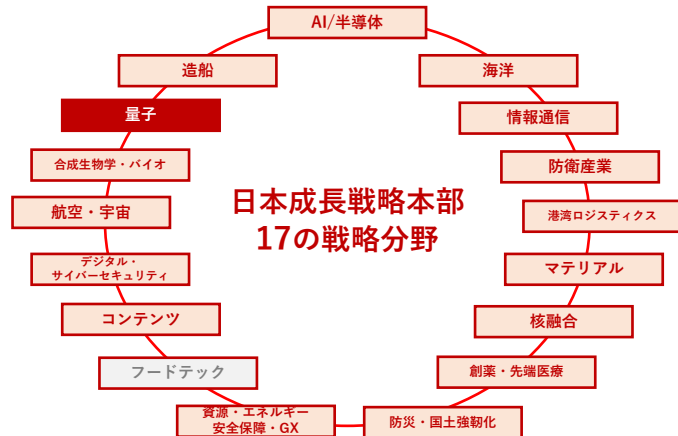 AI/半導体
造船
海洋
量子
情報通信
合成生物学・バイオ
防衛産業
航空・宇宙
日本成長戦略本部
17の戦略分野
港湾ロジスティクス
デジタル・
サイバーセキュリティ
マテリアル
コンテンツ
核融合
フードテック
創薬・先端医療
資源・エネルギー
安全保障・GX
防災・国土強靭化